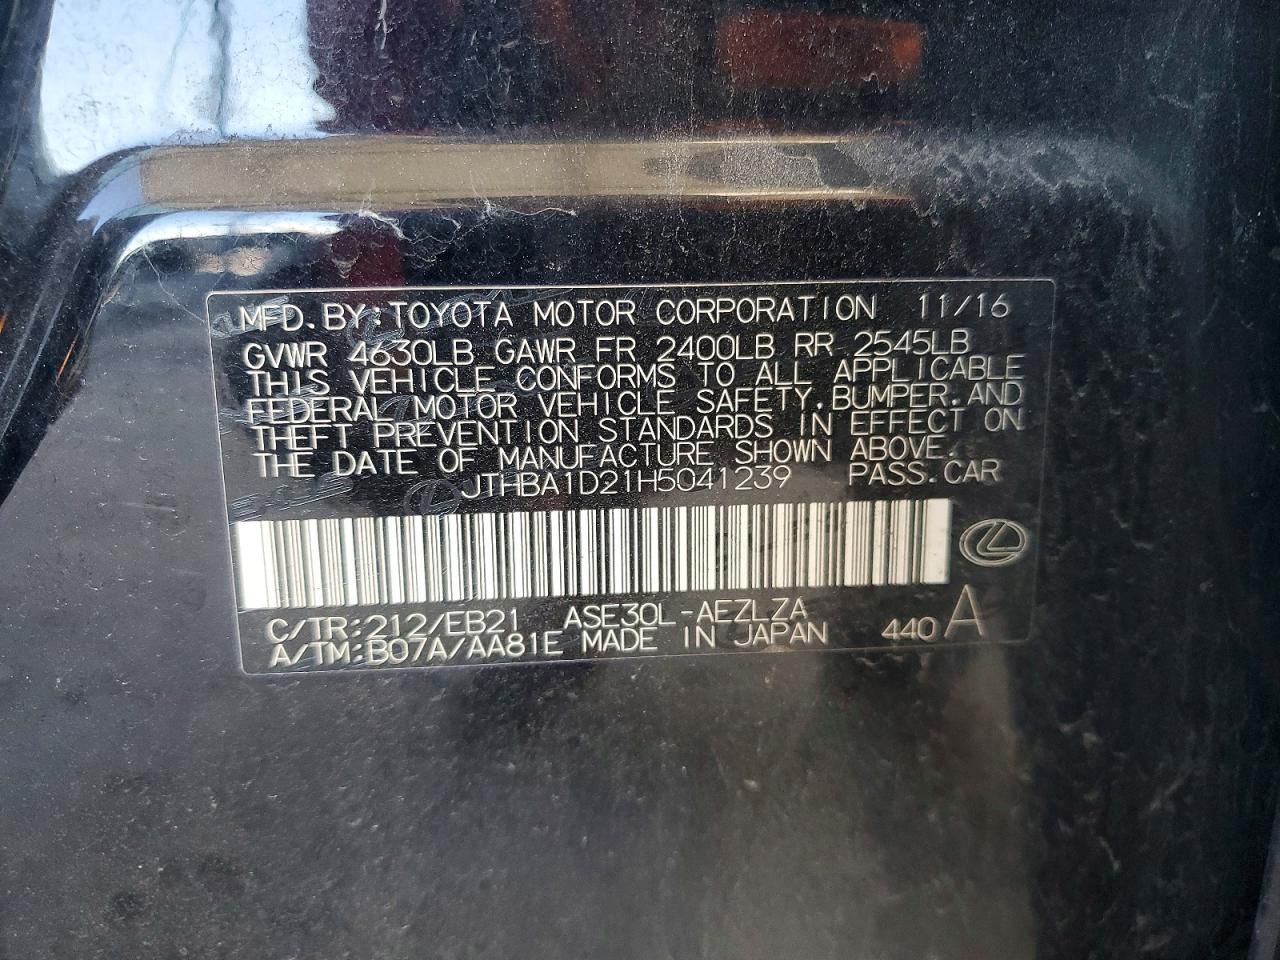 MFD. BY: TOYOTA MOTOR CORPORATION 11/16
GVWR 4630LB GAWR FR 2400LB RR 2545LB
THIS VEHICLE CONFORMS TO ALL APPLICABLE
FEDERAL MOTOR VEHICLE SAFETY, BUMPER, AND
THEFT PREVENTION STANDARDS IN EFFECT ON
THE DATE OF MANUFACTURE SHOWN ABOVE.
JTHBA1D21H5041239 PASS. CAR
C/TR: 212/EB21 ASE30L-AEZLZA
A/TM: B07A/AA81E MADE IN JAPAN 440 A